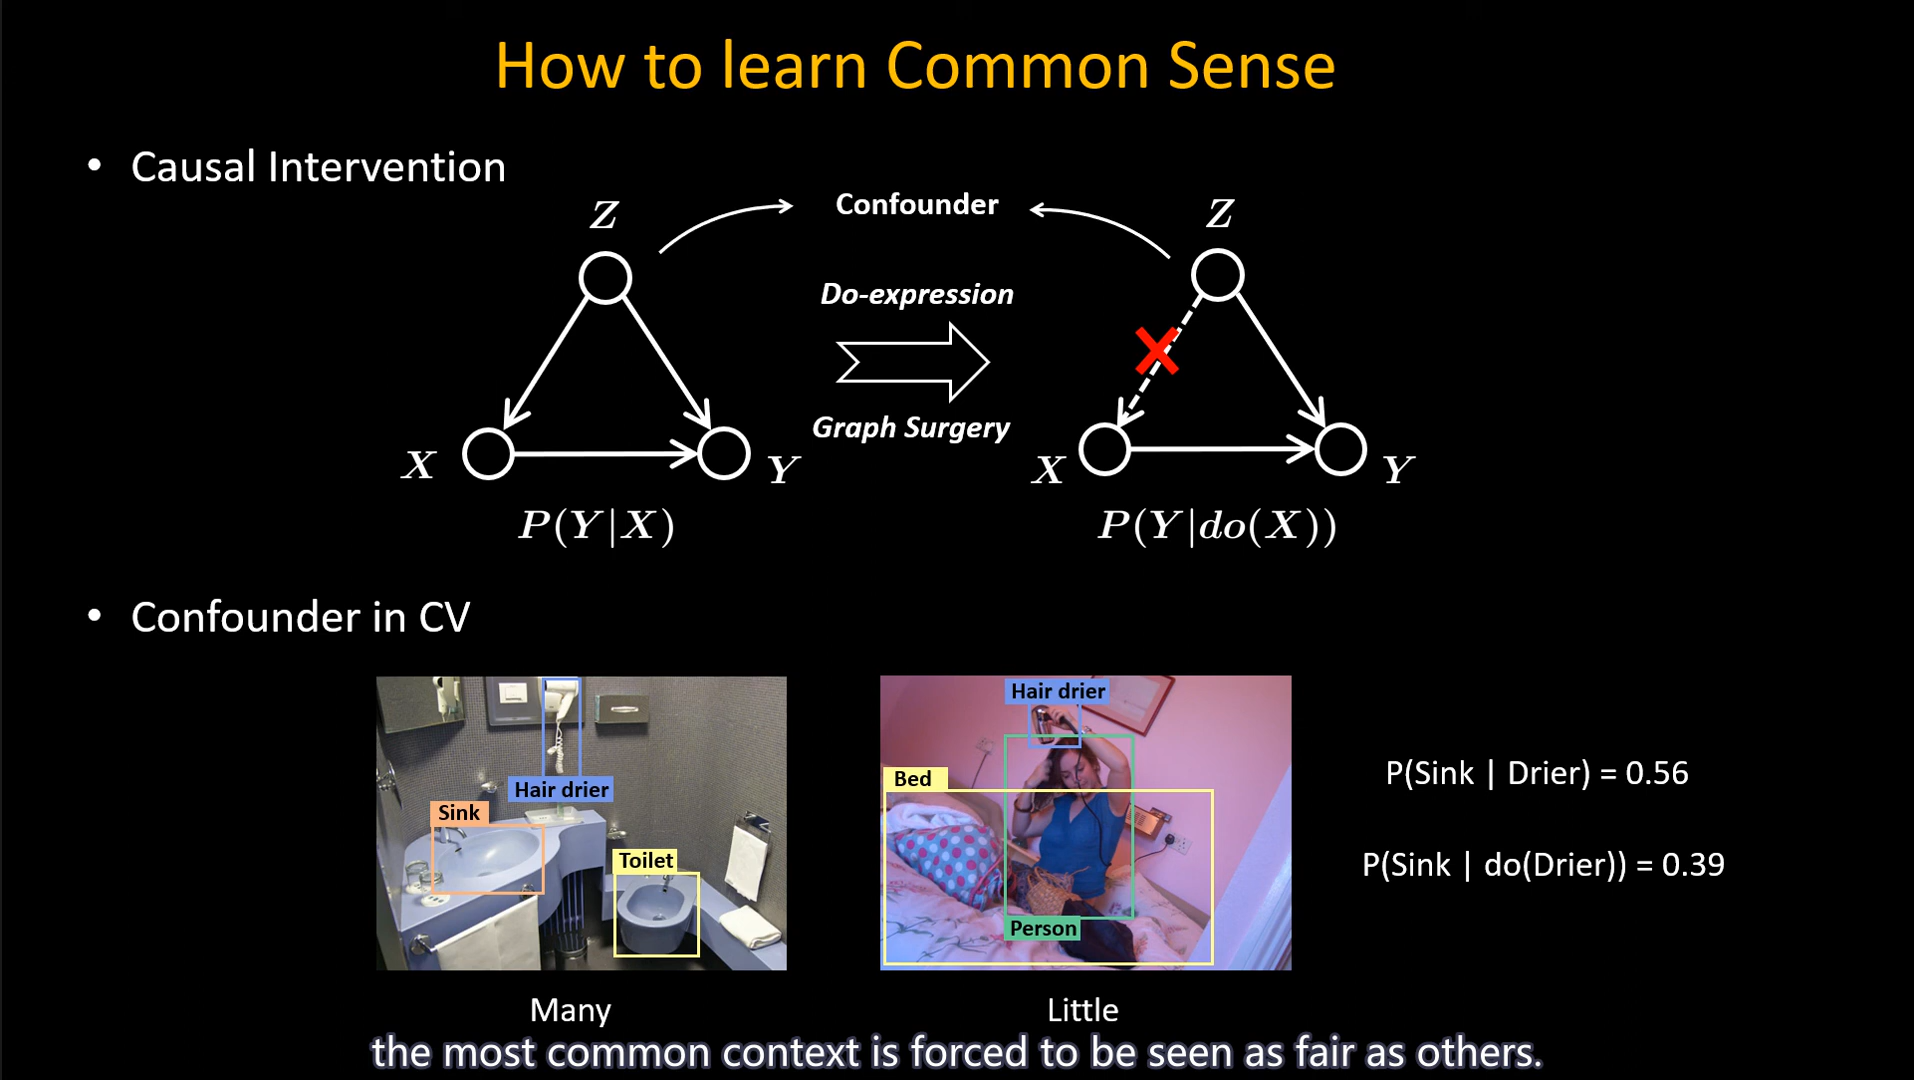 How to learn Common Sense
• Causal Intervention
Z
Confounder
Z
Do-expression
Graph Surgery
X
Y
X
Y
P(Y|X)
P(Y|do(X))
• Confounder in CV
Hair drier
Sink
Toilet
Hair drier
Bed
Person
P(Sink | Drier) = 0.56
P(Sink | do(Drier)) = 0.39
Many
Little
the most common context is forced to be seen as fair as others.